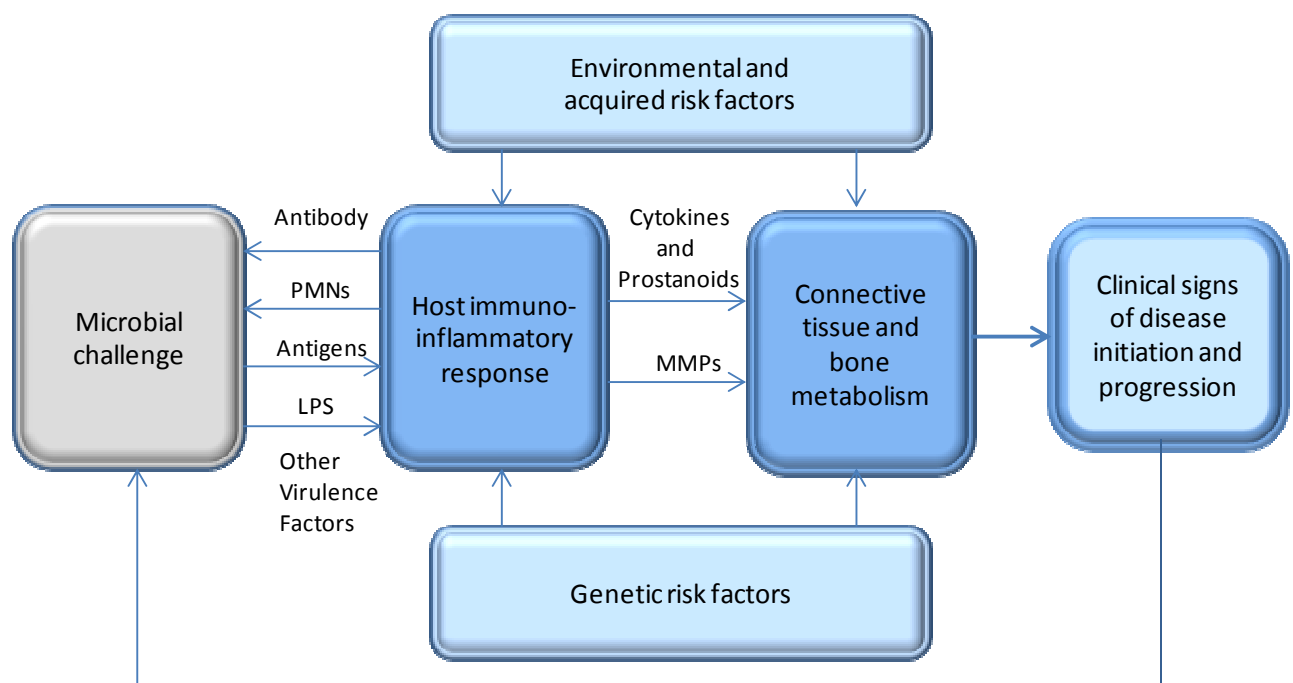 Environmental and
acquired risk factors
Microbial
challenge
Antibody
PMNs
Antigens
LPS
Other
Virulence
Factors
Host immuno-
inflammatory
response
Cytokines
and
Prostanoids
MMPs
Connective
tissue and
bone
metabolism
Clinical signs
of disease
initiation and
progression
Genetic risk factors